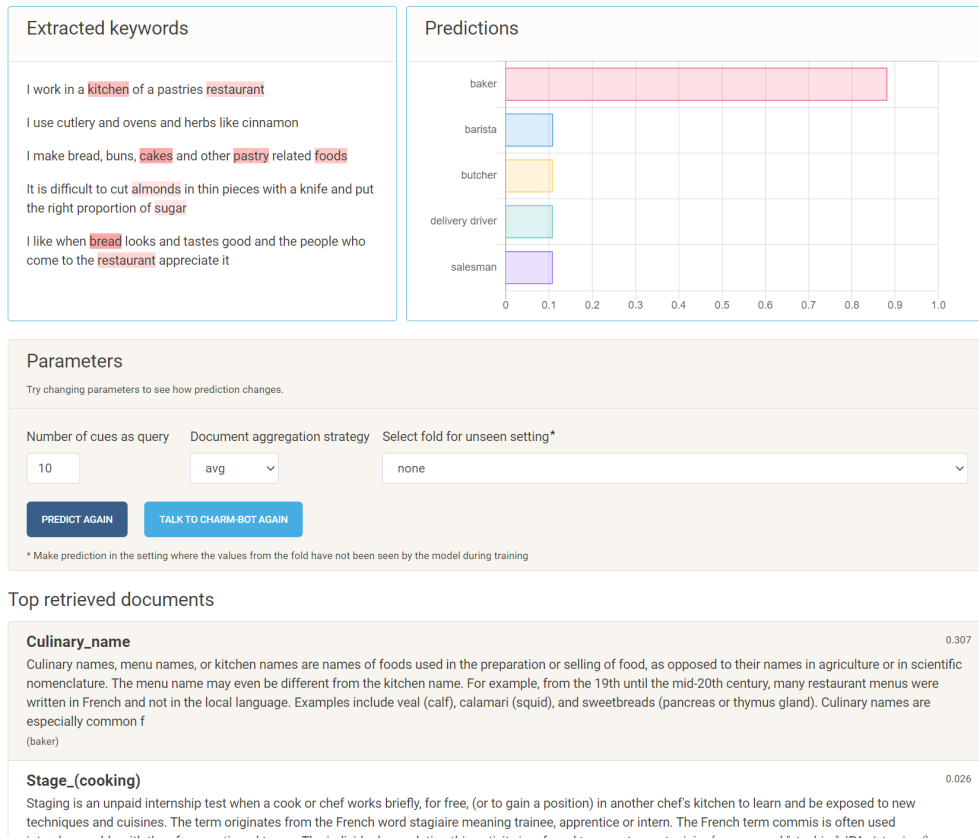 Extracted keywords
I work in a kitchen of a pastries restaurant
I use cutlery and ovens and herbs like cinnamon
I make bread, buns, cakes and other pastry related foods
It is difficult to cut almonds in thin pieces with a knife and put
the right proportion of sugar
I like when bread looks and tastes good and the people who
come to the restaurant appreciate it
Predictions
baker
barista
butcher
delivery driver
salesman
0 0.1 0.2 0.3 0.4 0.5 0.6 0.7 0.8 0.9 1.0
Parameters
Try changing parameters to see how prediction changes.
Number of cues as query Document aggregation strategy Select fold for unseen setting*
10 avg none
PREDICT AGAIN TALK TO CHARM-BOT AGAIN
* Make prediction in the setting where the values from the fold have not been seen by the model during training
Top retrieved documents
Culinary_name 0.307
Culinary names, menu names, or kitchen names are names of foods used in the preparation or selling of food, as opposed to their names in agriculture or in scientific
nomenclature. The menu name may even be different from the kitchen name. For example, from the 19th until the mid-20th century, many restaurant menus were
written in French and not in the local language. Examples include veal (calf), calamari (squid), and sweetbreads (pancreas or thymus gland). Culinary names are
especially common f
(baker)
Stage_(cooking) 0.026
Staging is an unpaid internship test when a cook or chef works briefly, for free, (or to gain a position) in another chef's kitchen to learn and be exposed to new
techniques and cuisines. The term originates from the French word stagiaire meaning trainee, apprentice or intern. The French term commis is often used